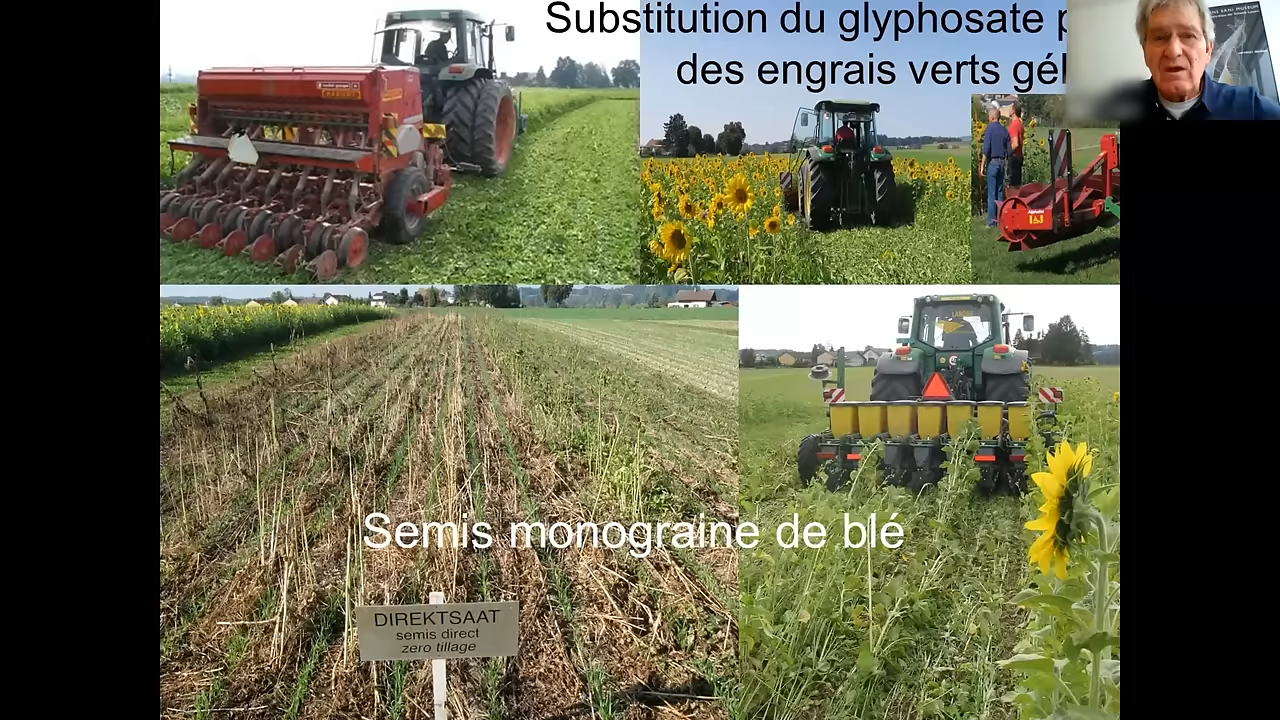 Substitution du glyphosate p
des engrais verts gél
Semis monograine de blé
DIREKTSAAT
semis direct
zero tillage